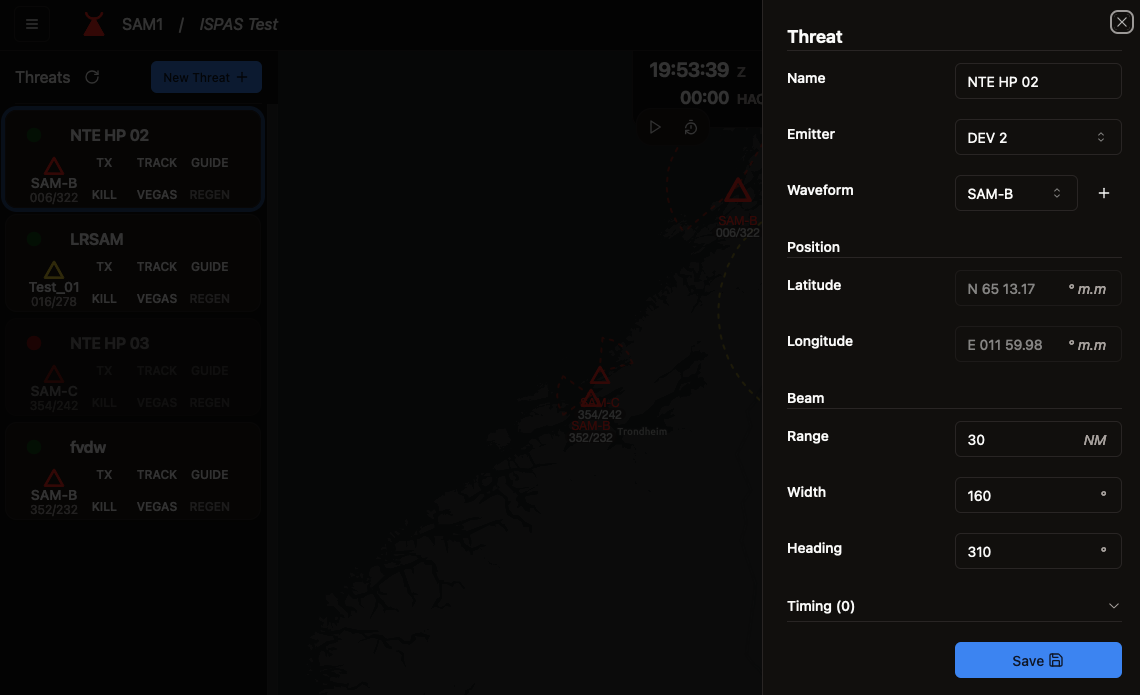 SAM1 / ISPAS Test
Threats
New Threat +
NTE HP 02
TX TRACK GUIDE
SAM-B
006/322
KILL VEGAS REGEN
LRSAM
TX TRACK GUIDE
Test_01
016/278
KILL VEGAS REGEN
NTE HP 03
TX TRACK GUIDE
SAM-C
354/242
KILL VEGAS REGEN
fvdw
TX TRACK GUIDE
SAM-B
352/232
KILL VEGAS REGEN
19:53:39 Z
00:00 HAC
SAM-B
006/322
SAM-C
354/242
SAM-B
352/232
Trondheim
Threat
Name
NTE HP 02
Emitter
DEV 2
Waveform
SAM-B
+
Position
Latitude
N 65 13.17 ° m.m
Longitude
E 011 59.98 ° m.m
Beam
Range
30 NM
Width
160 °
Heading
310 °
Timing (0)
Save